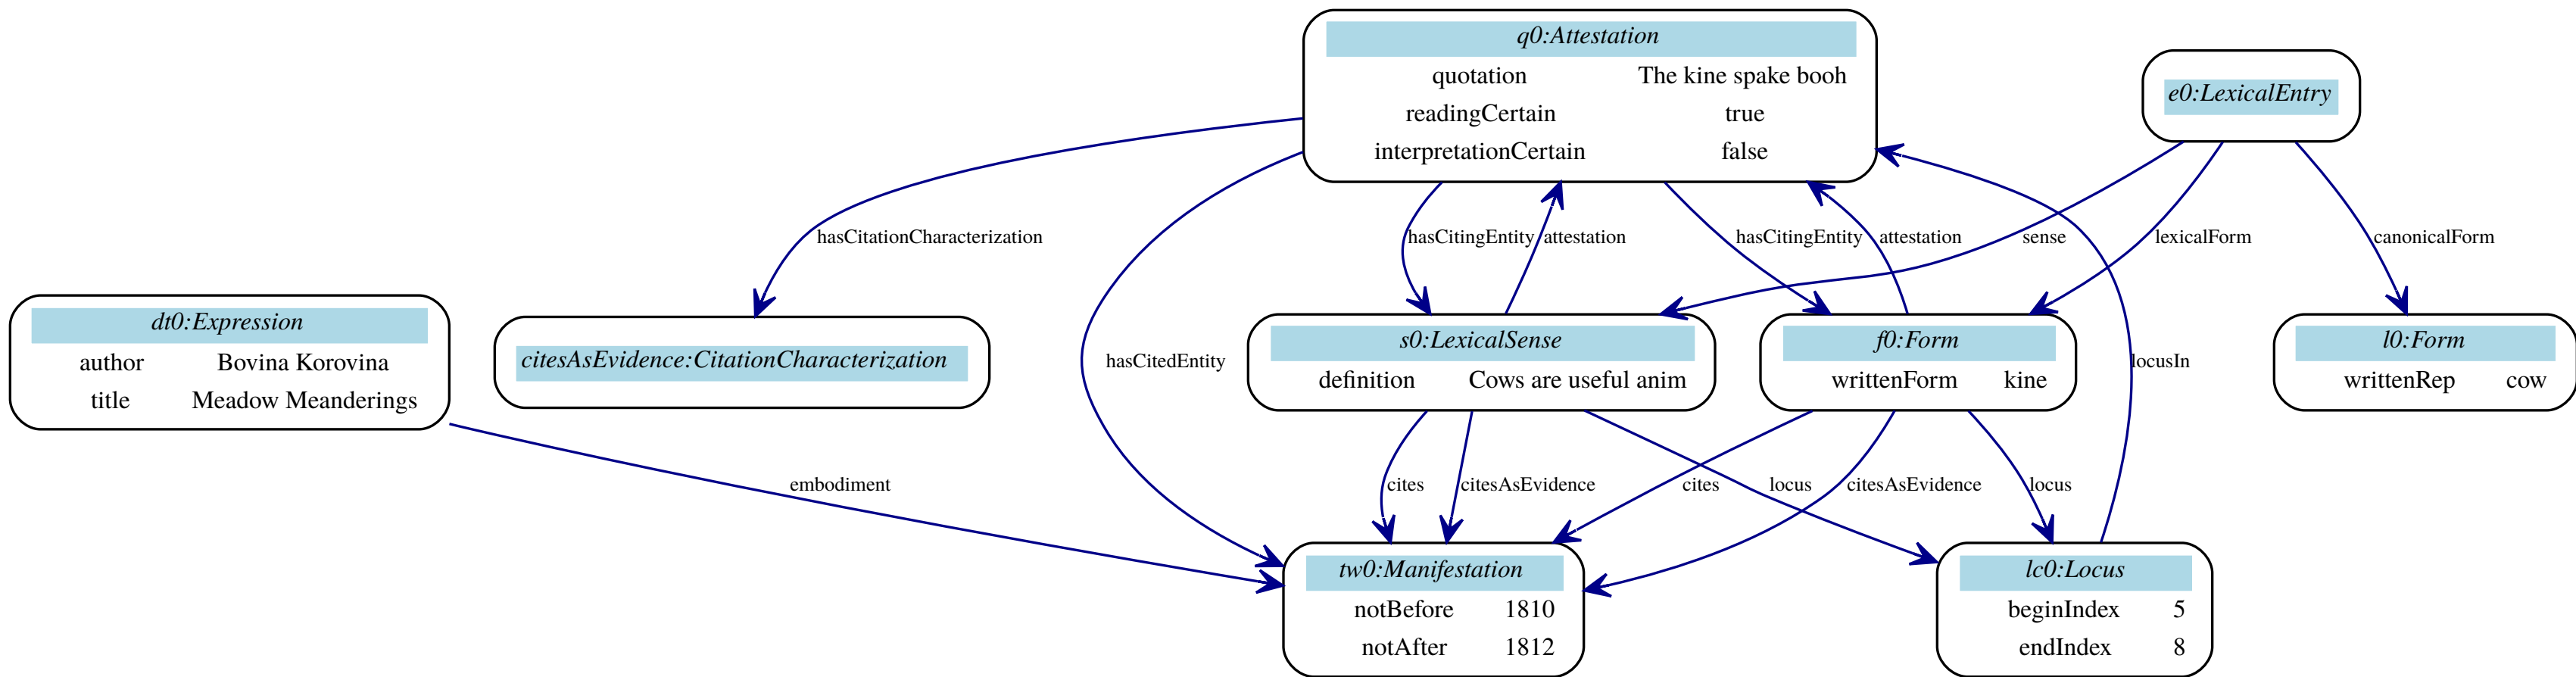 q0:Attestation
quotation The kine spake booh
readingCertain true
interpretationCertain false
e0:LexicalEntry
hasCitationCharacterization
hasCitingEntity
attestation
hasCitingEntity
attestation
sense
lexicalForm
canonicalForm
dt0:Expression
author Bovina Korovina
title Meadow Meanderings
citesAsEvidence:CitationCharacterization
hasCitedEntity
s0:LexicalSense
definition Cows are useful anim
f0:Form
writtenForm kine
locusIn
l0:Form
writtenRep cow
embodiment
cites
citesAsEvidence
cites
locus
citesAsEvidence
locus
tw0:Manifestation
notBefore 1810
notAfter 1812
lc0:Locus
beginIndex 5
endIndex 8